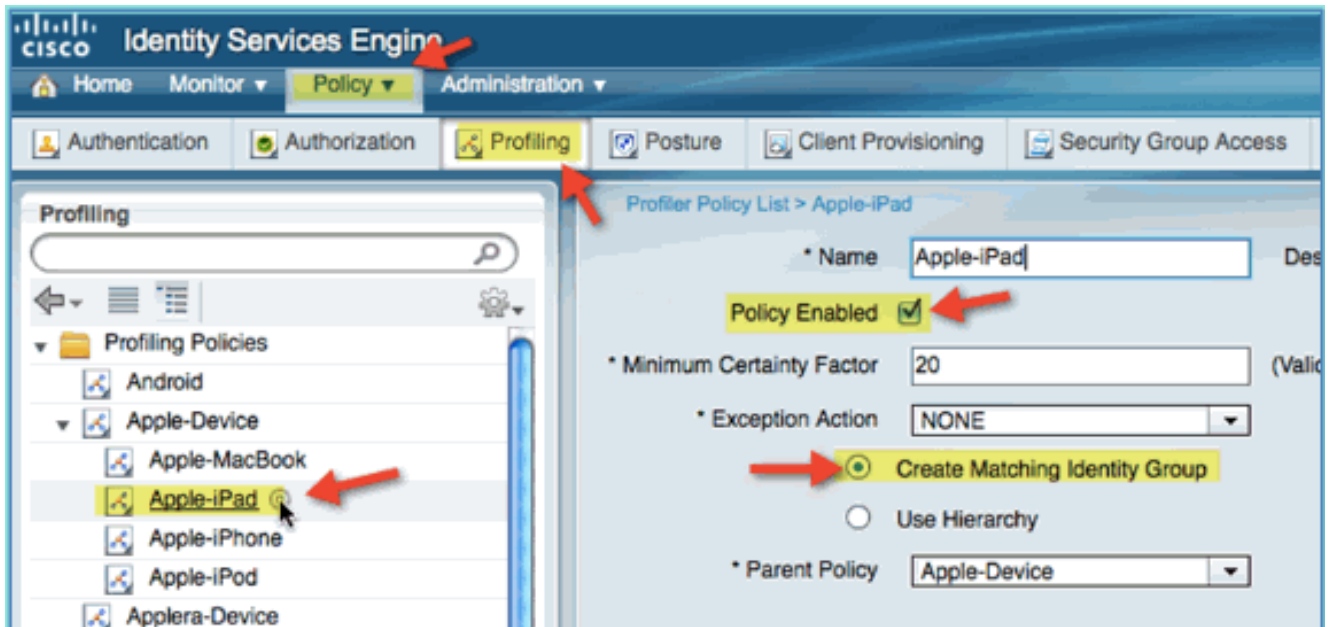 CISCO Identity Services Engine
Home Monitor Policy Administration
Authentication Authorization Profiling Posture Client Provisioning Security Group Access
Profiling
Profiling Policies
Android
Apple-Device
Apple-MacBook
Apple-iPad
Apple-iPhone
Apple-iPod
Applera-Device
Profiler Policy List > Apple-iPad
* Name Apple-iPad Des
Policy Enabled
* Minimum Certainty Factor 20 (Valid
* Exception Action NONE
Create Matching Identity Group
Use Hierarchy
* Parent Policy Apple-Device